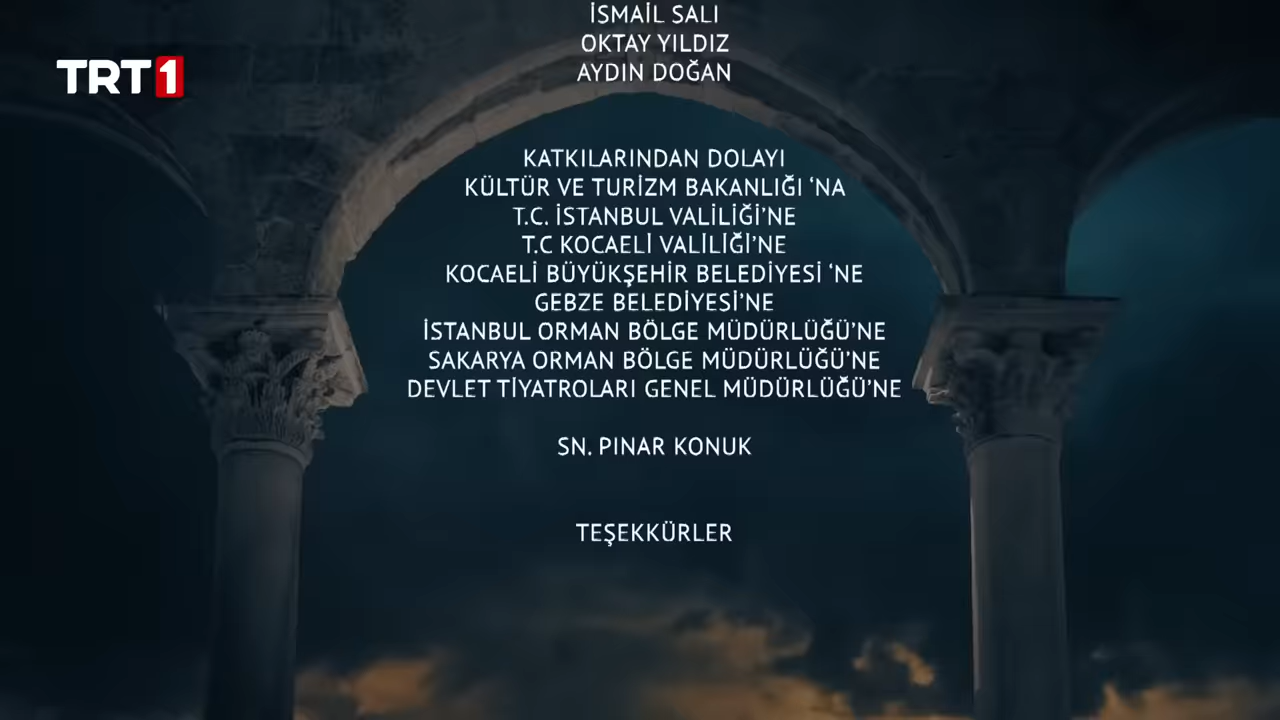 İSMAİL SALI
OKTAY YILDIZ
AYDIN DOĞAN
TRT1
KATKILARINDAN DOLAYI
KÜLTÜR VE TURİZM BAKANLIĞI ‘NA
T.C. İSTANBUL VALİLİĞİ’NE
T.C KOCAELİ VALİLİĞİ’NE
KOCAELİ BÜYÜKŞEHİR BELEDİYESİ ‘NE
GEBZE BELEDİYESİ’NE
İSTANBUL ORMAN BÖLGE MÜDÜRLÜĞÜ’NE
SAKARYA ORMAN BÖLGE MÜDÜRLÜĞÜ’NE
DEVLET TİYATROLARI GENEL MÜDÜRLÜĞÜ’NE
SN. PINAR KONUK
TEŞEKKÜRLER